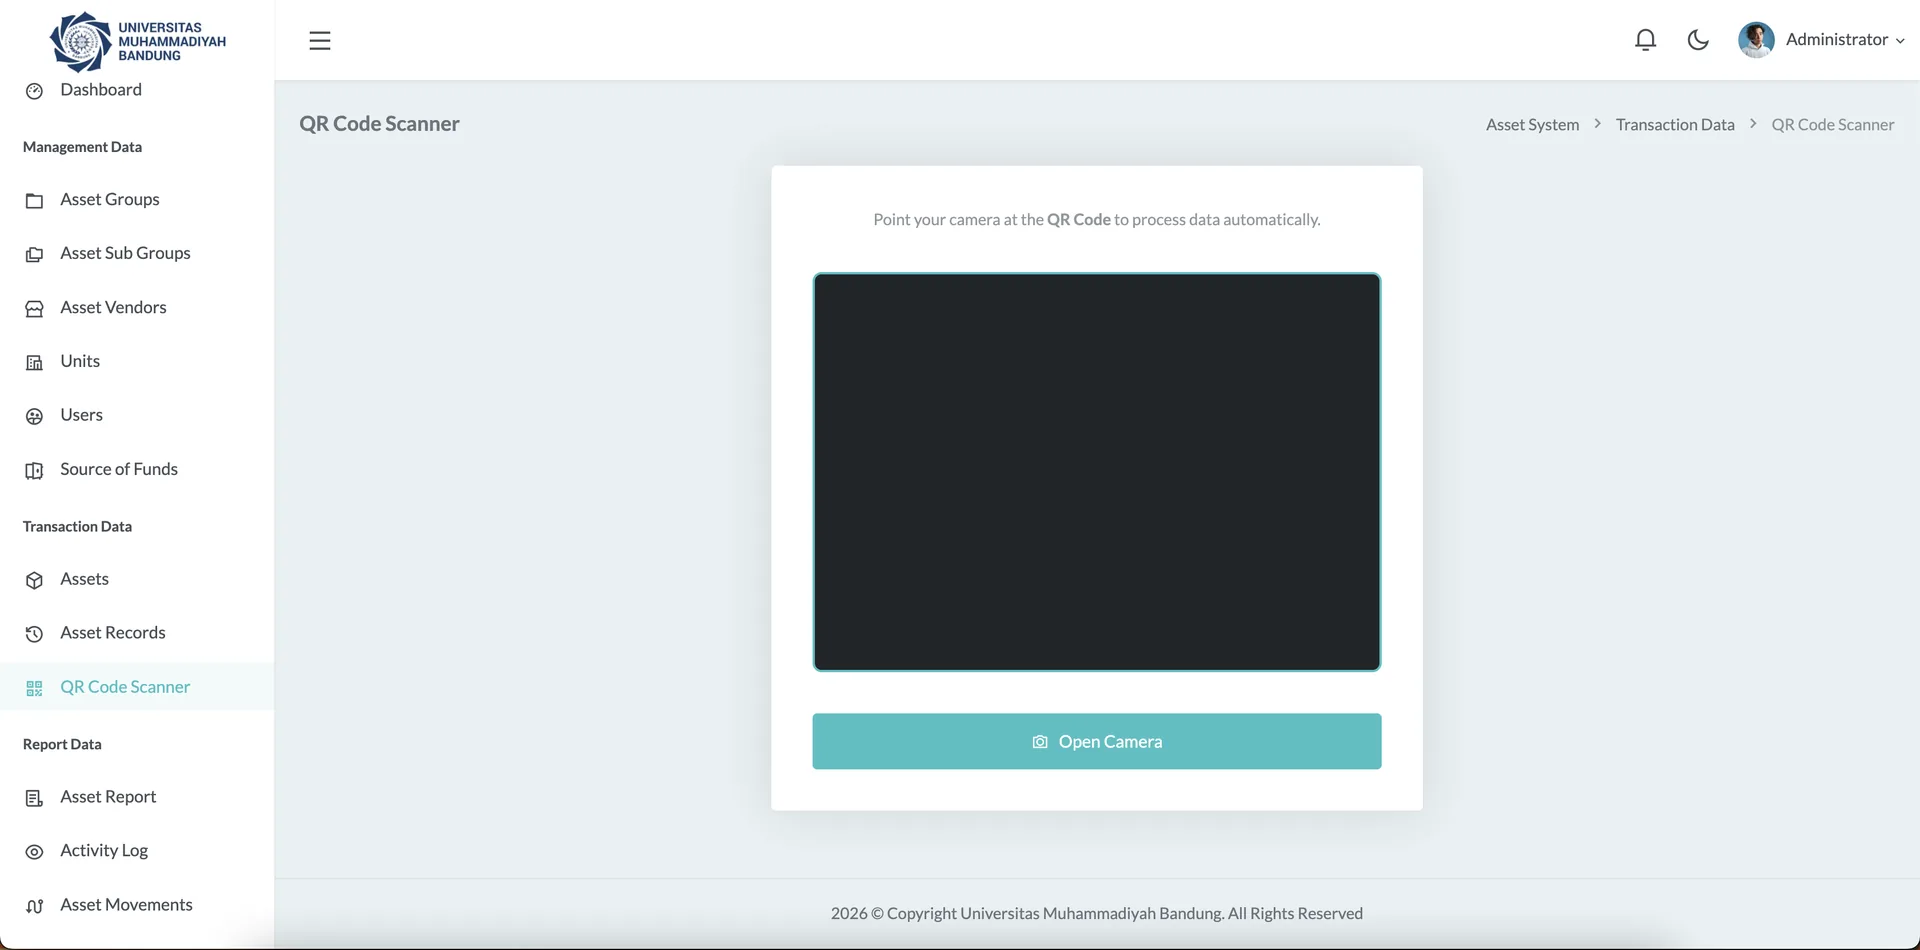 UNIVERSITAS
MUHAMMADIYAH
BANDUNG
Administrator
Dashboard
Management Data
Asset Groups
Asset Sub Groups
Asset Vendors
Units
Users
Source of Funds
Transaction Data
Assets
Asset Records
QR Code Scanner
Report Data
Asset Report
Activity Log
Asset Movements
QR Code Scanner
Asset System > Transaction Data > QR Code Scanner
Point your camera at the QR Code to process data automatically.
Open Camera
2026 © Copyright Universitas Muhammadiyah Bandung. All Rights Reserved